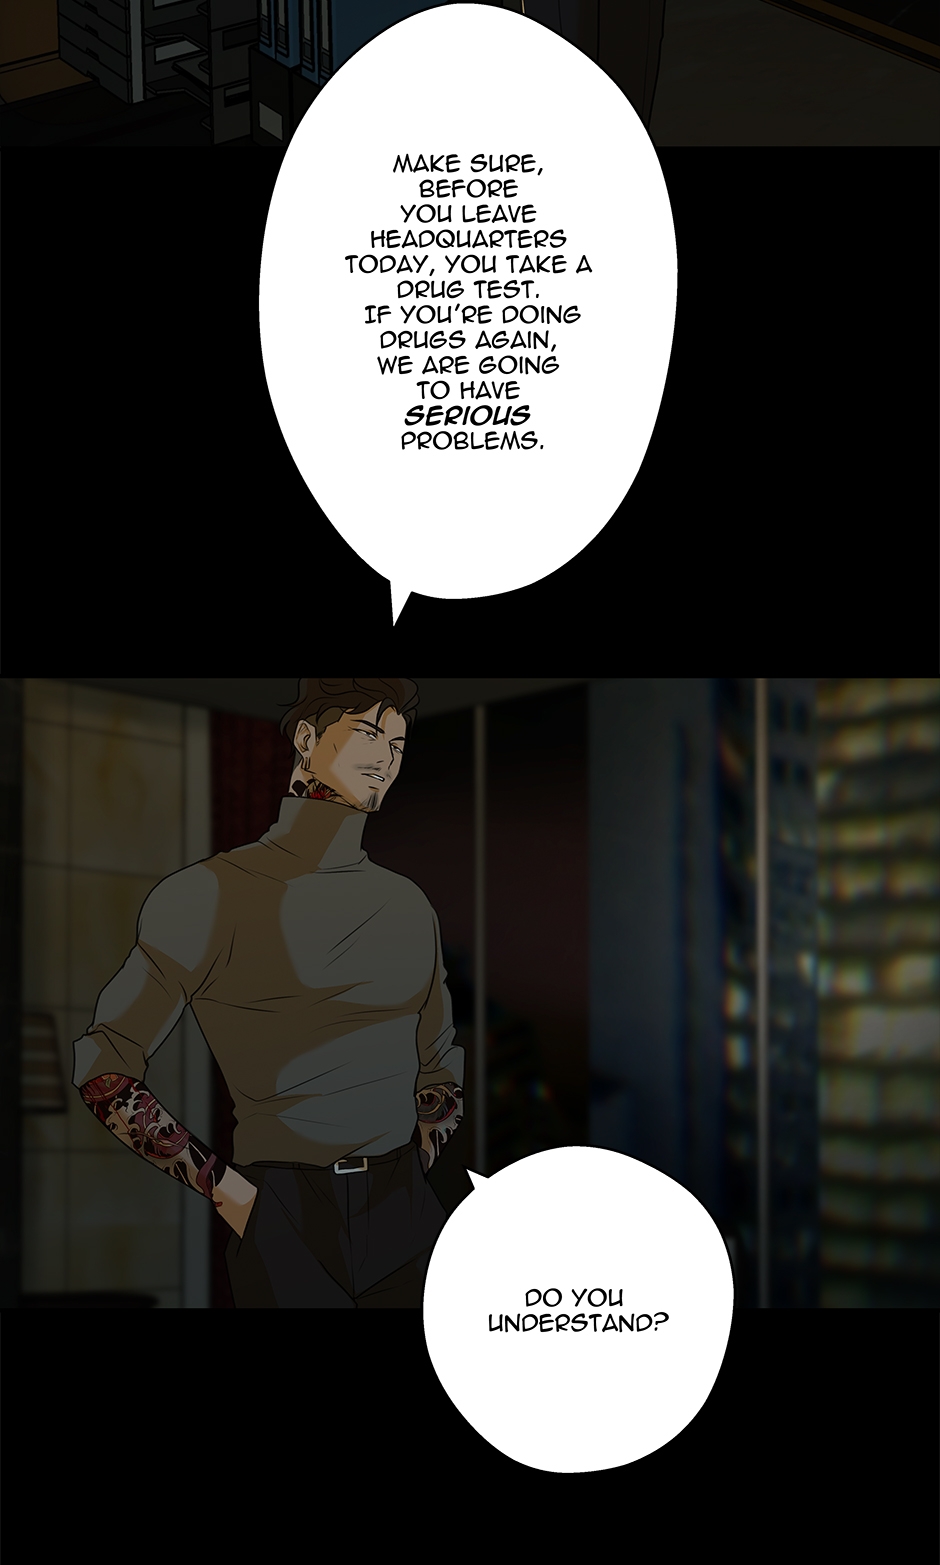 MAKE SURE,
BEFORE
YOU LEAVE
HEADQUARTERS
TODAY, YOU TAKE A
DRUG TEST.
IF YOU'RE DOING
DRUGS AGAIN,
WE ARE GOING
TO HAVE
SERIOUS
PROBLEMS.
DO YOU
UNDERSTAND?